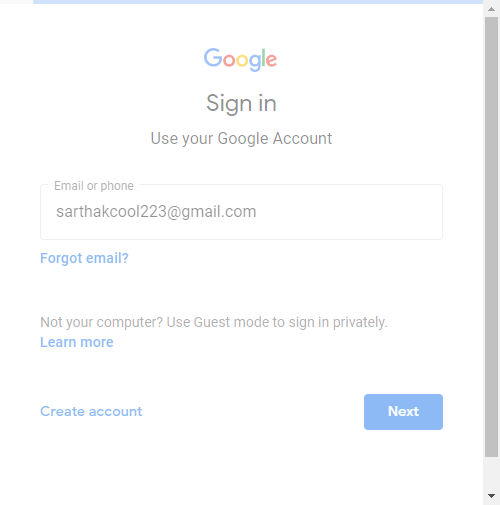 Google
Sign in
Use your Google Account
Email or phone
sarthakcool223@gmail.com
Forgot email?
Not your computer? Use Guest mode to sign in privately.
Learn more
Create account
Next